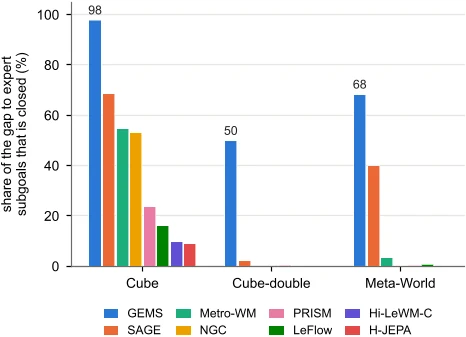 share of the gap to expert
subgoals that is closed (%)
100
80
60
40
20
0
98
50
68
Cube
Cube-double
Meta-World
GEMS
Metro-WM
PRISM
Hi-LeWM-C
SAGE
NGC
LeFlow
H-JEPA